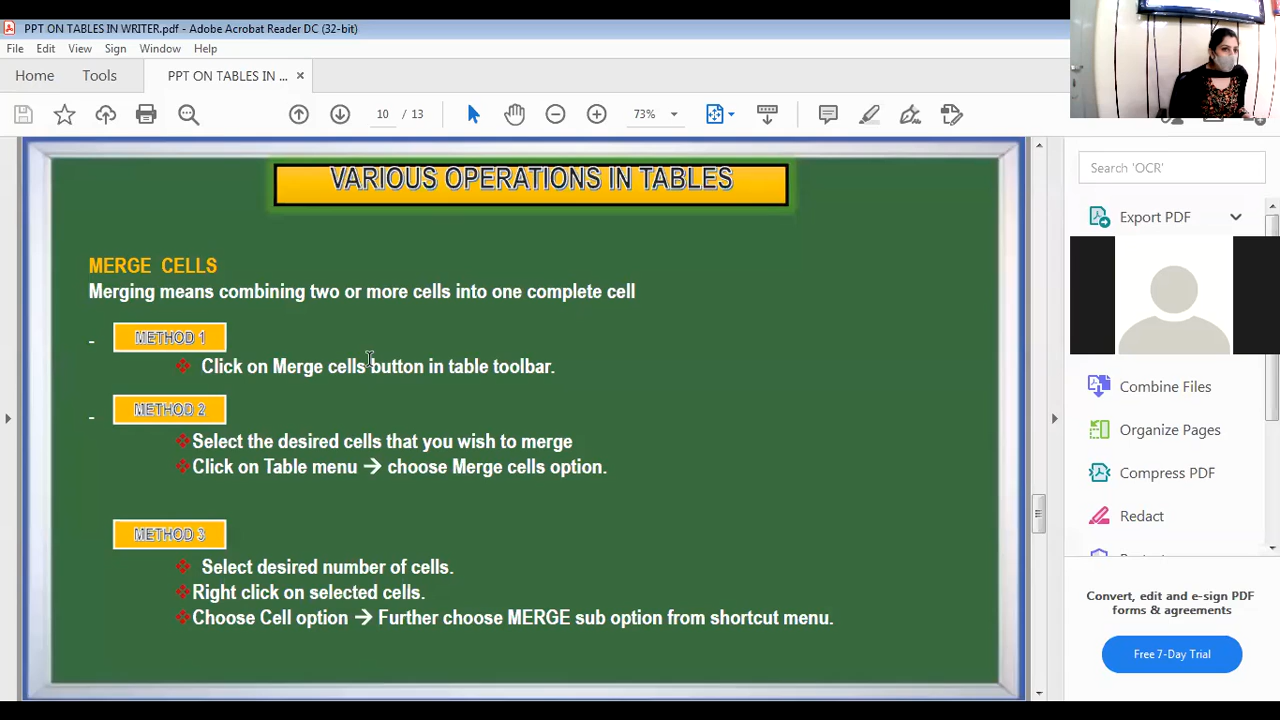 PPT ON TABLES IN WRITER.pdf - Adobe Acrobat Reader DC (32-bit)
File Edit View Sign Window Help
Home Tools PPT ON TABLES IN ... ×
10 / 13 73%
Search 'OCR'
Export PDF
Combine Files
Organize Pages
Compress PDF
Redact
Convert, edit and e-sign PDF
forms & agreements
Free 7-Day Trial
VARIOUS OPERATIONS IN TABLES
MERGE CELLS
Merging means combining two or more cells into one complete cell
- METHOD 1
❖ Click on Merge cells button in table toolbar.
- METHOD 2
❖Select the desired cells that you wish to merge
❖Click on Table menu → choose Merge cells option.
METHOD 3
❖ Select desired number of cells.
❖Right click on selected cells.
❖Choose Cell option → Further choose MERGE sub option from shortcut menu.